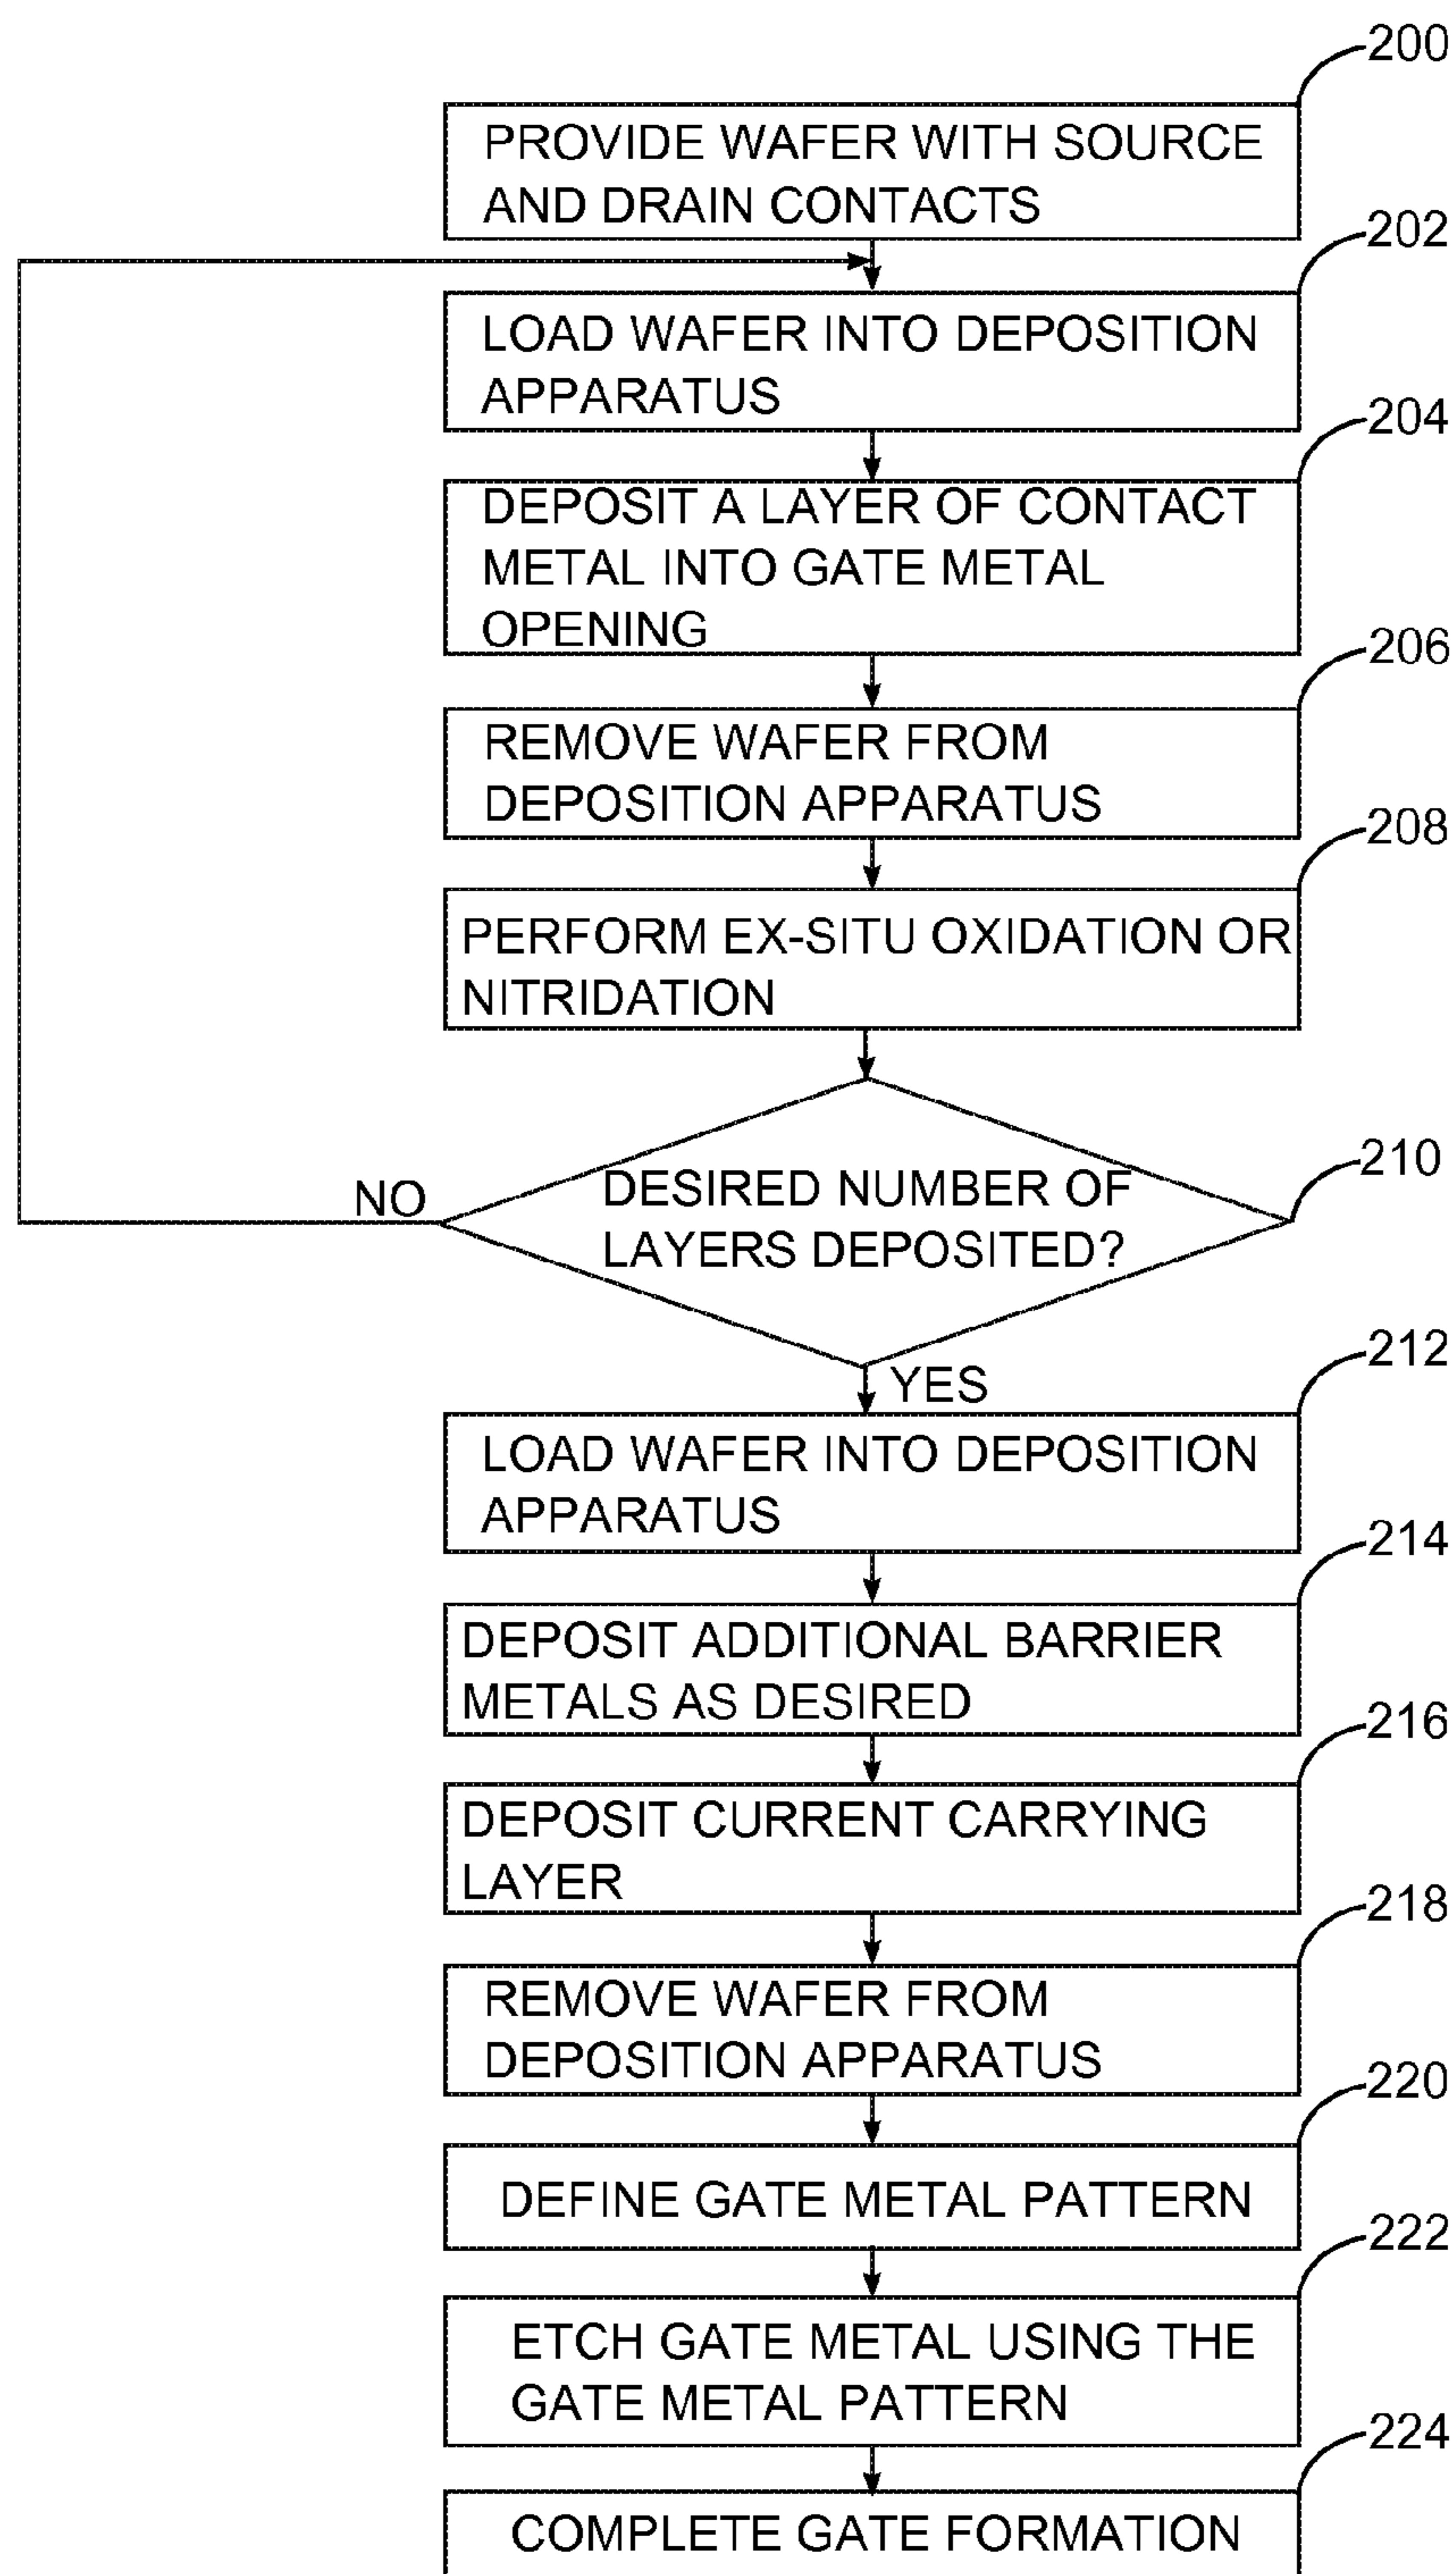 200
PROVIDE WAFER WITH SOURCE
AND DRAIN CONTACTS
202
LOAD WAFER INTO DEPOSITION
APPARATUS
204
DEPOSIT A LAYER OF CONTACT
METAL INTO GATE METAL
OPENING
206
REMOVE WAFER FROM
DEPOSITION APPARATUS
208
PERFORM EX-SITU OXIDATION OR
NITRIDATION
210
DESIRED NUMBER OF
LAYERS DEPOSITED?
NO
YES
212
LOAD WAFER INTO DEPOSITION
APPARATUS
214
DEPOSIT ADDITIONAL BARRIER
METALS AS DESIRED
216
DEPOSIT CURRENT CARRYING
LAYER
218
REMOVE WAFER FROM
DEPOSITION APPARATUS
220
DEFINE GATE METAL PATTERN
222
ETCH GATE METAL USING THE
GATE METAL PATTERN
224
COMPLETE GATE FORMATION